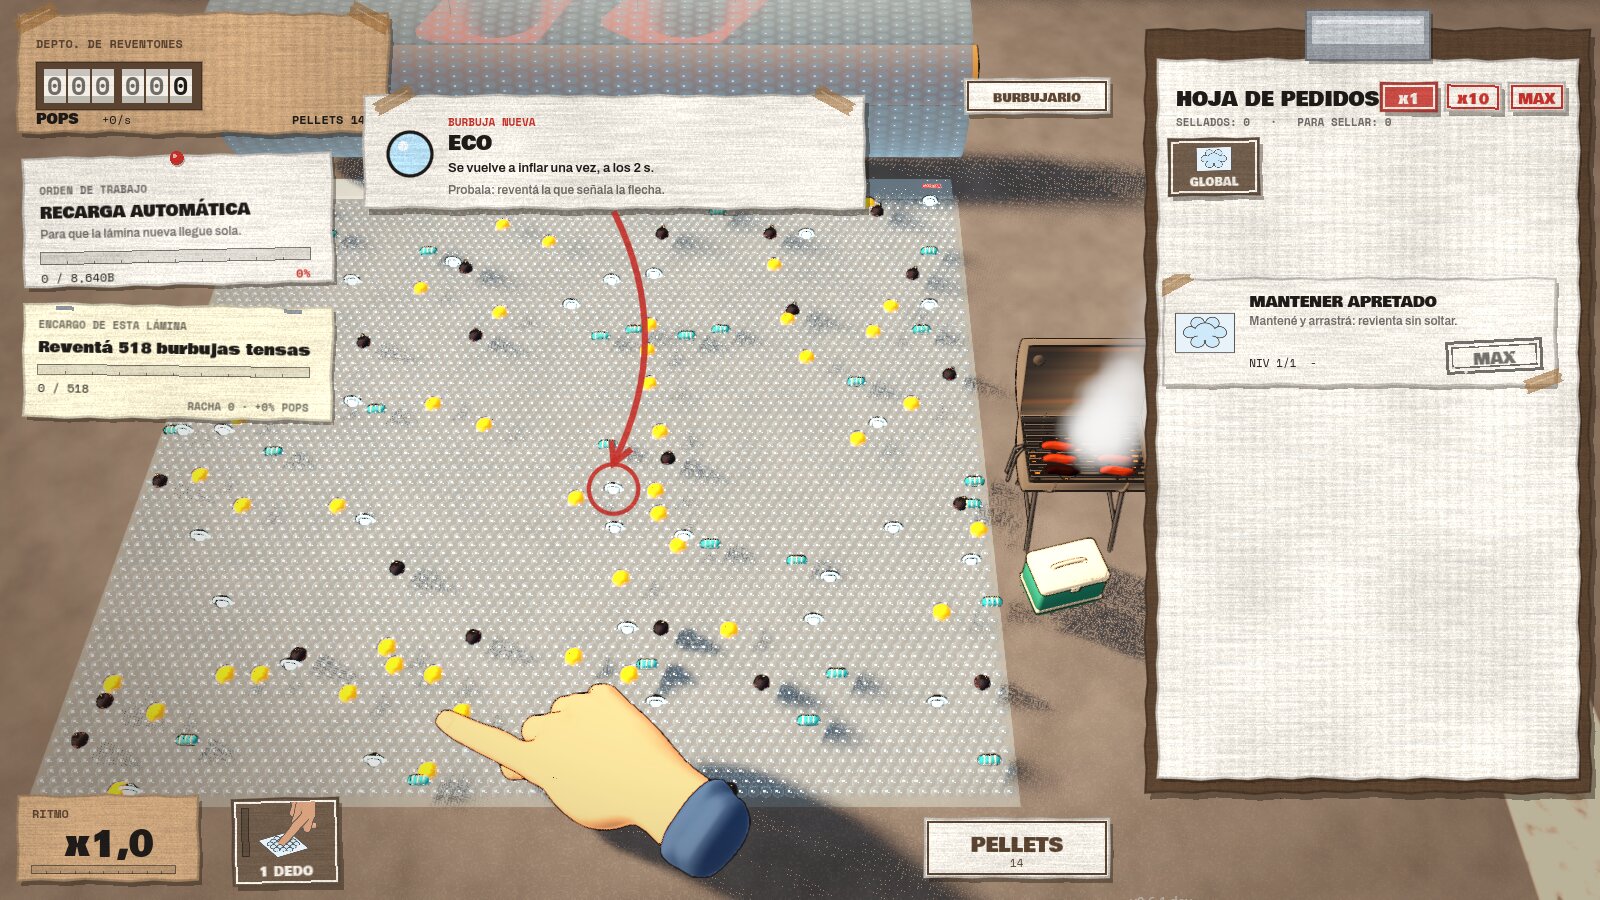 DEPTO. DE REVENTONES
000000
POPS +0/s PELLETS 14
BURBUJA NUEVA
ECO
Se vuelve a inflar una vez, a los 2 s.
Probala: reventá la que señala la flecha.
BURBUJARIO
ORDEN DE TRABAJO
RECARGA AUTOMÁTICA
Para que la lámina nueva llegue sola.
0 / 8.640B 0%
ENCARGO DE ESTA LÁMINA
Reventá 518 burbujas tensas
0 / 518
RACHA 0 · +0% POPS
HOJA DE PEDIDOS x1 x10 MAX
SELLADOS: 0 · PARA SELLAR: 0
GLOBAL
MANTENER APRETADO
Mantené y arrastrá: revienta sin soltar.
NIV 1/1 -
MAX
RITMO
x1,0
1 DEDO
PELLETS
14